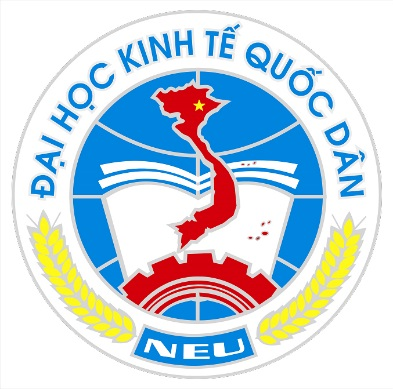 ĐẠI HỌC KINH TẾ QUỐC DÂN
NEU